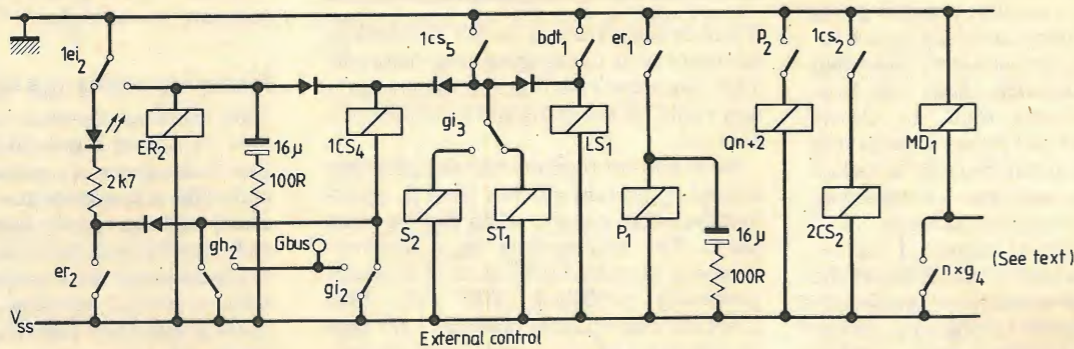 1ei2
1cs5
bdt1
er1
p2
1cs2
ER2
16μ
100R
2k7
1CS4
gi3
LS1
Qn+2
MD1
S2
ST1
P1
16μ
100R
2CS2
n×g4
(See text)
er2
gh2
Gbus
gi2
VSS
External control